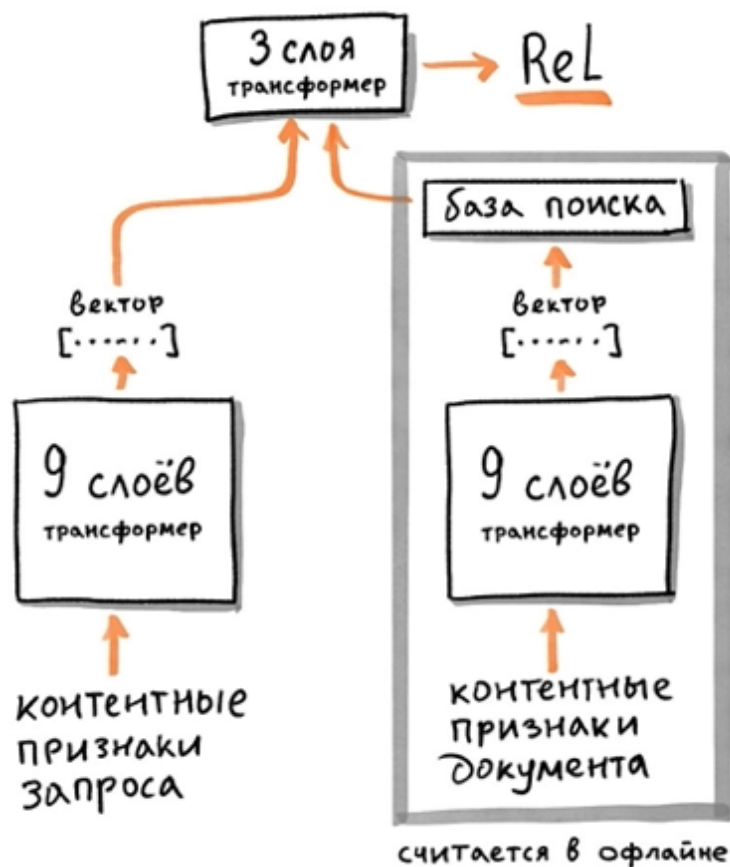 3 слоя
трансформер
ReL
база поиска
вектор
[......]
9 слоёв
трансформер
контентные
признаки
запроса
вектор
[......]
9 слоёв
трансформер
контентные
признаки
документа
считается в офлайне